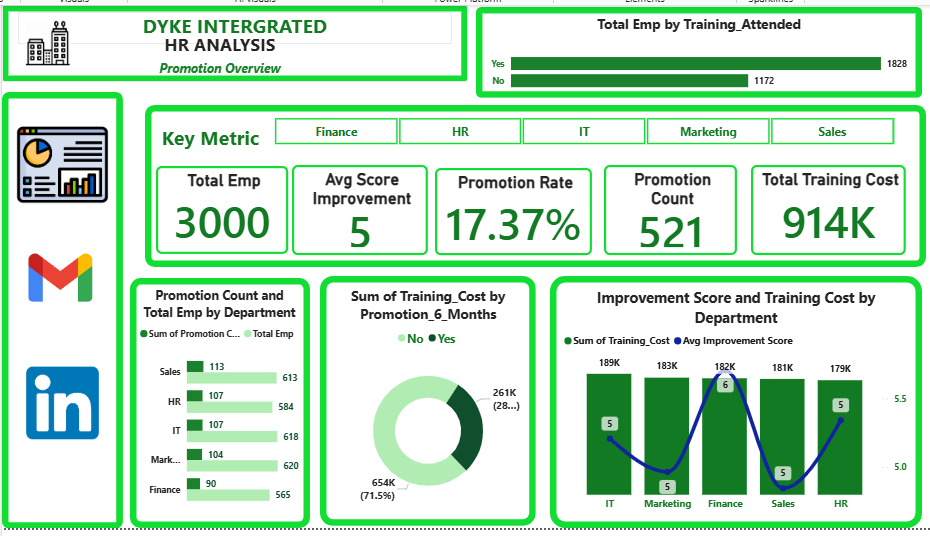 DYKE INTERGRATED
HR ANALYSIS
Promotion Overview
Total Emp by Training_Attended
Yes 1828
No 1172
Key Metric
Finance HR IT Marketing Sales
Total Emp
3000
Avg Score
Improvement
5
Promotion Rate
17.37%
Promotion
Count
521
Total Training Cost
914K
Promotion Count and
Total Emp by Department
Sum of Promotion C... Total Emp
Sales 113
613
HR 107
584
IT 107
618
Mark... 104
620
Finance 90
565
Sum of Training_Cost by
Promotion_6_Months
No Yes
261K
(28...)
654K
(71.5%)
Improvement Score and Training Cost by
Department
Sum of Training_Cost Avg Improvement Score
189K 183K 182K 181K 179K
5 5 6 5 5
5.5
5.0
IT Marketing Finance Sales HR
in